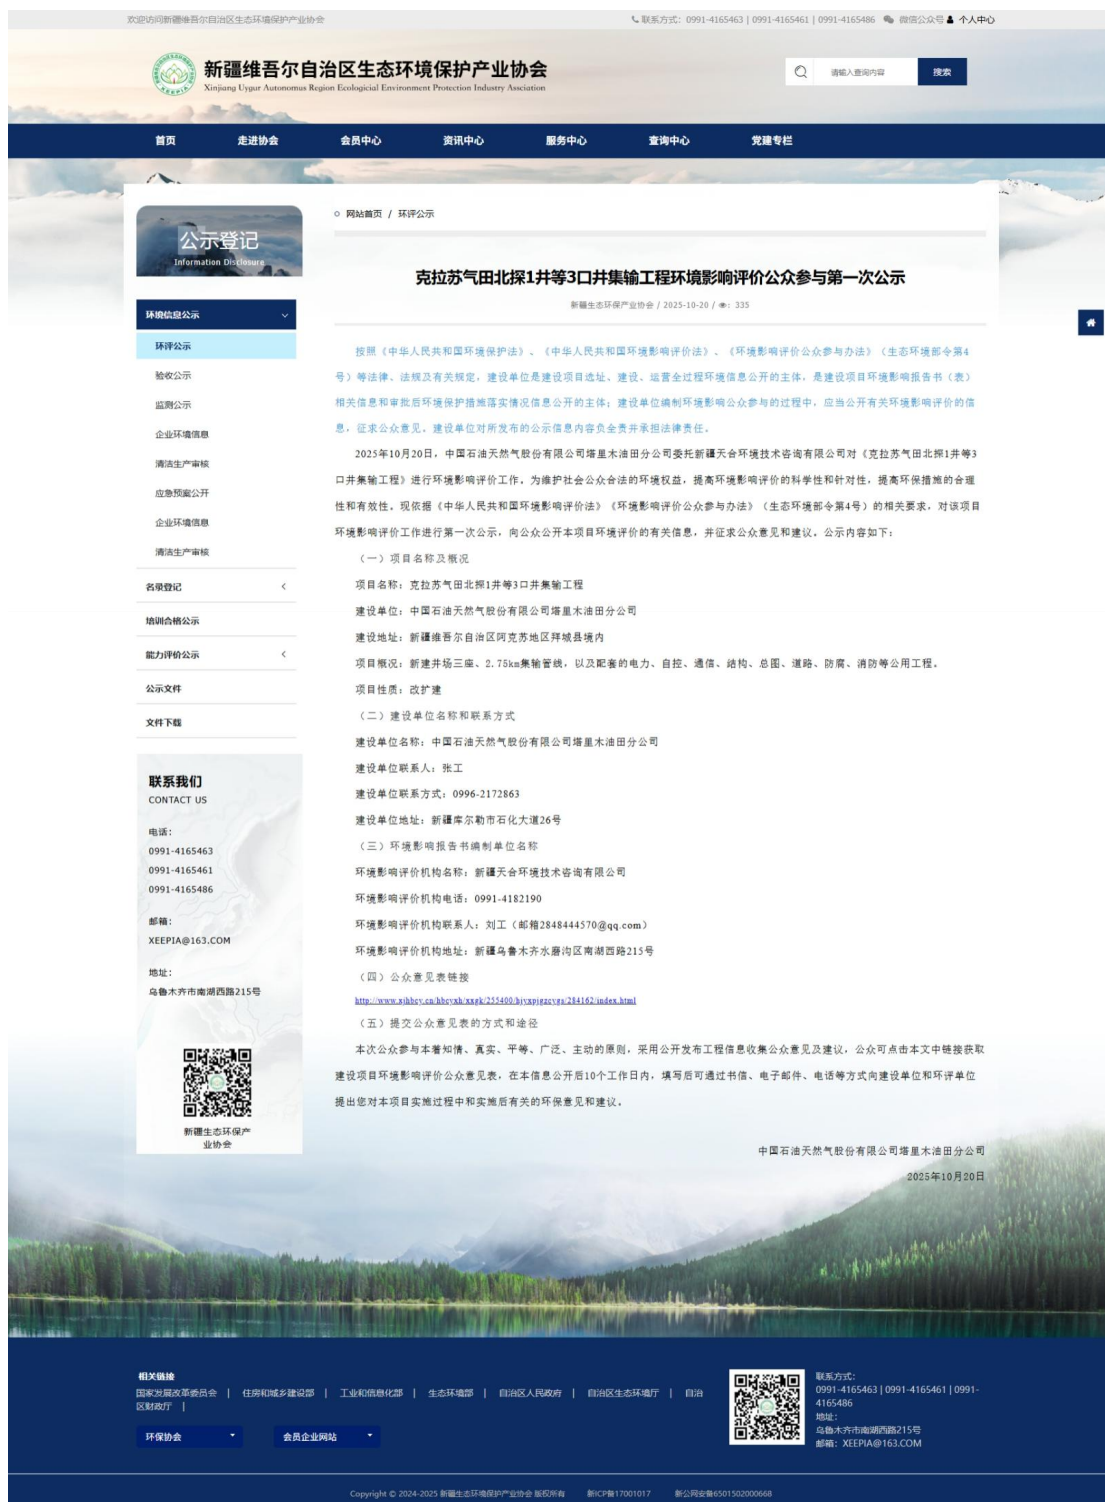 欢迎访问新疆维吾尔自治区生态环境保护产业协会
联系方式：0991-4165463 | 0991-4165461 | 0991-4165486 微信公众号 个人中心
新疆维吾尔自治区生态环境保护产业协会
Xinjiang Uygur Autonomus Region Ecologicial Environment Protection Industry Assciation
请输入查询内容
搜索
首页 走进协会 会员中心 资讯中心 服务中心 查询中心 党建专栏
公示登记
Information Disclosure
环境信息公示
环评公示
验收公示
监测公示
企业环境信息
清洁生产审核
应急预案公开
企业环境信息
清洁生产审核
名录登记
培训合格公示
能力评价公示
公示文件
文件下载
联系我们
CONTACT US
电话：
0991-4165463
0991-4165461
0991-4165486
邮箱：
XEEPIA@163.COM
地址：
乌鲁木齐市南湖西路215号
新疆生态环保产
业协会
网站首页 / 环评公示
克拉苏气田北探1井等3口井集输工程环境影响评价公众参与第一次公示
新疆生态环保产业协会 / 2025-10-20 / : 335
按照《中华人民共和国环境保护法》、《中华人民共和国环境影响评价法》、《环境影响评价公众参与办法》（生态环境部令第4
号）等法律、法规及有关规定，建设单位是建设项目选址、建设、运营全过程环境信息公开的主体，是建设项目环境影响报告书（表）
相关信息和审批后环境保护措施落实情况信息公开的主体；建设单位编制环境影响公众参与的过程中，应当公开有关环境影响评价的信
息，征求公众意见。建设单位对所发布的公示信息内容负全责并承担法律责任。
2025年10月20日，中国石油天然气股份有限公司塔里木油田分公司委托新疆天合环境技术咨询有限公司对《克拉苏气田北探1井等3
口井集输工程》进行环境影响评价工作，为维护社会公众合法的环境权益，提高环境影响评价的科学性和针对性，提高环保措施的合理
性和有效性。现依据《中华人民共和国环境影响评价法》《环境影响评价公众参与办法》（生态环境部令第4号）的相关要求，对该项目
环境影响评价工作进行第一次公示，向公众公开本项目环境评价的有关信息，并征求公众意见和建议。公示内容如下：
（一）项目名称及概况
项目名称：克拉苏气田北探1井等3口井集输工程
建设单位：中国石油天然气股份有限公司塔里木油田分公司
建设地址：新疆维吾尔自治区阿克苏地区拜城县境内
项目概况：新建井场三座、2.75km集输管线，以及配套的电力、自控、通信、结构、总图、道路、防腐、消防等公用工程。
项目性质：改扩建
（二）建设单位名称和联系方式
建设单位名称：中国石油天然气股份有限公司塔里木油田分公司
建设单位联系人：张工
建设单位联系方式：0996-2172863
建设单位地址：新疆库尔勒市石化大道26号
（三）环境影响报告书编制单位名称
环境影响评价机构名称：新疆天合环境技术咨询有限公司
环境影响评价机构电话：0991-4182190
环境影响评价机构联系人：刘工（邮箱2848444570@qq.com）
环境影响评价机构地址：新疆乌鲁木齐水磨沟区南湖西路215号
（四）公众意见表链接
http://www.xjhbcy.cn/hbcyxh/xxgk/255400/hjyxpjgzcygs/284162/index.html
（五）提交公众意见表的方式和途径
本次公众参与本着知情、真实、平等、广泛、主动的原则，采用公开发布工程信息收集公众意见及建议，公众可点击本文中链接获取
建设项目环境影响评价公众意见表，在本信息公开后10个工作日内，填写后可通过书信、电子邮件、电话等方式向建设单位和环评单位
提出您对本项目实施过程中和实施后有关的环保意见和建议。
中国石油天然气股份有限公司塔里木油田分公司
2025年10月20日
相关链接
国家发展改革委员会 | 住房和城乡建设部 | 工业和信息化部 | 生态环境部 | 自治区人民政府 | 自治区生态环境厅 | 自治
区财政厅 |
环保协会 会员企业网站
联系方式：
0991-4165463 | 0991-4165461 | 0991-
4165486
地址：
乌鲁木齐市南湖西路215号
邮箱：XEEPIA@163.COM
Copyright © 2024-2025 新疆生态环境保护产业协会 版权所有 新ICP备17001017 新公网安备6501502000668